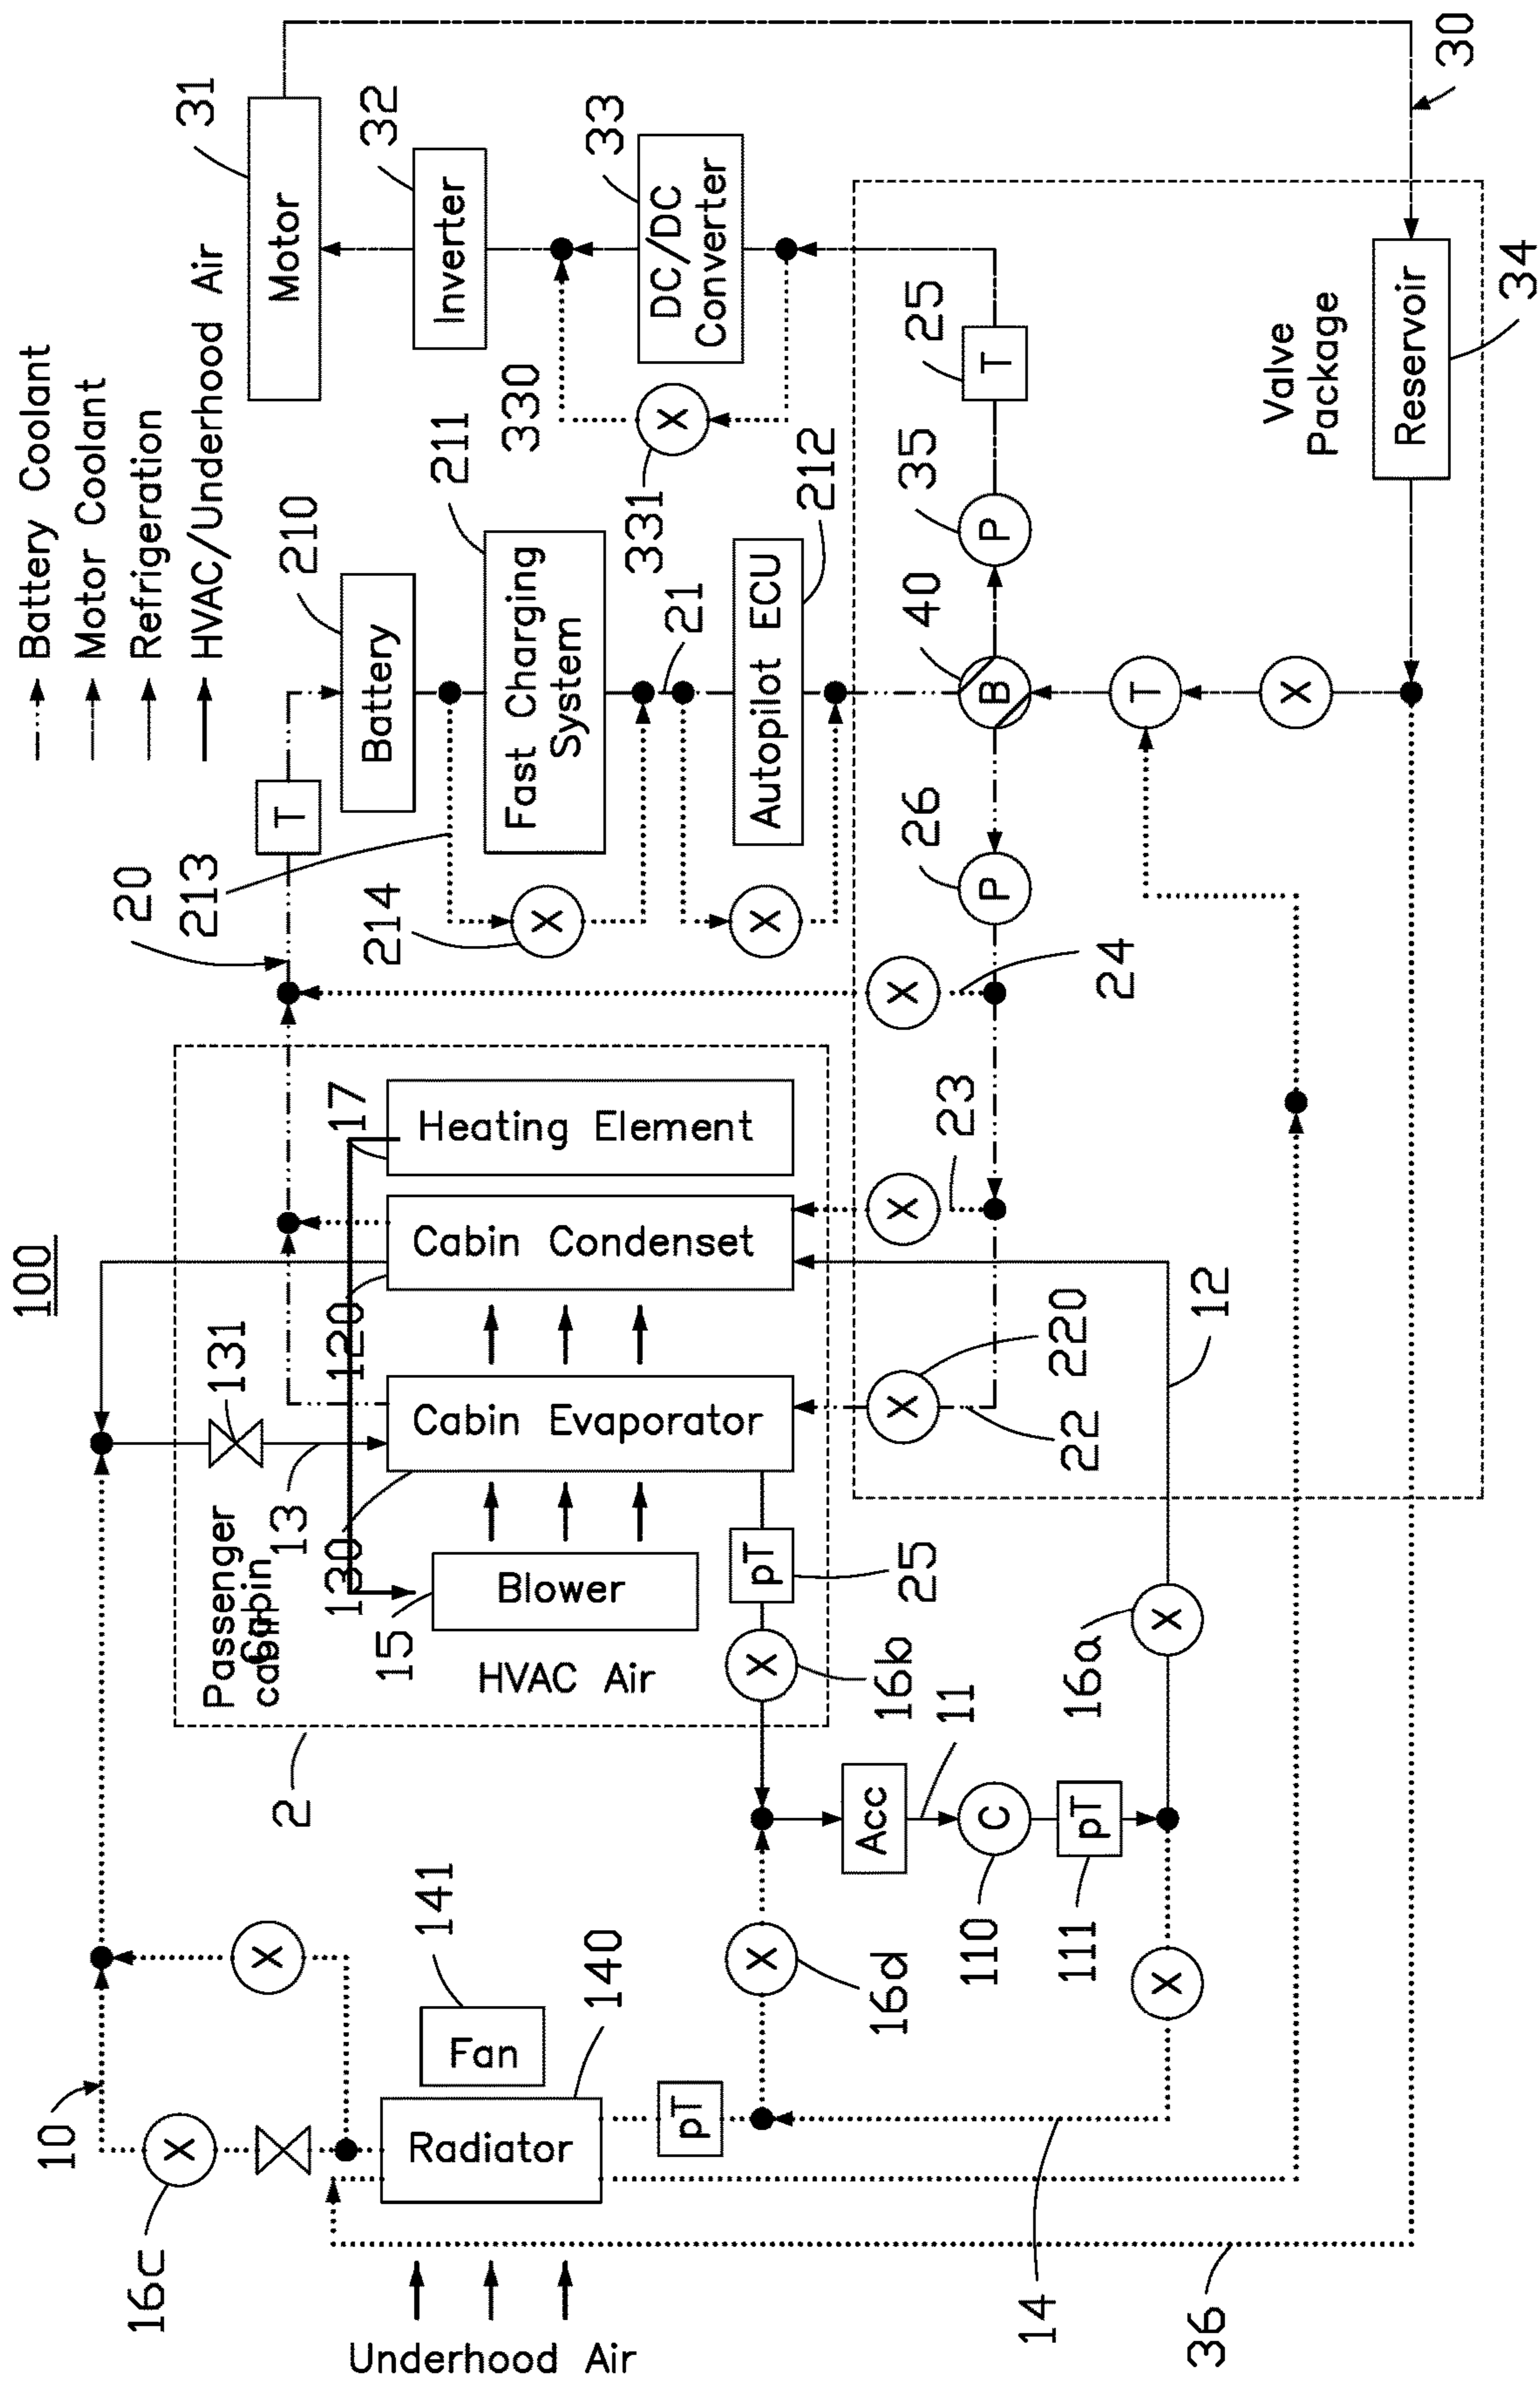 100
Battery Coolant
Motor Coolant
Refrigeration
HVAC/Underhood Air
10
16c
X
X
131
13
Passenger
Cabin
cabin
2
20
T
213
210
Battery
31
Motor
Underhood Air
Radiator
140
Fan
141
pT
15
Blower
HVAC Air
130
Cabin Evaporator
120
Cabin Condenset
17
Heating Element
214
X
211
Fast Charging
System
21
X
212
Autopilot ECU
32
Inverter
330
331
X
33
DC/DC
Converter
16d
X
16b
X
pT
25
Acc
11
110
C
111
pT
X
16a
X
12
14
36
220
X
22
X
23
X
24
26
P
40
B
35
P
25
T
T
X
Valve
Package
Reservoir
34
30